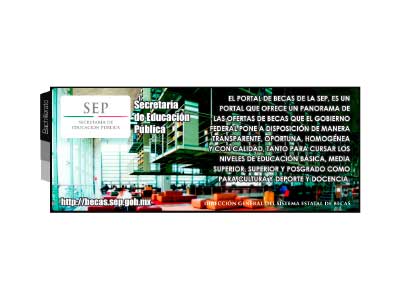 Bachillerato
SEP
SECRETARÍA DE
EDUCACIÓN PÚBLICA
Secretaría
de Educación
Pública
http://becas.sep.gob.mx
EL PORTAL DE BECAS DE LA SEP, ES UN
PORTAL QUE OFRECE UN PANORAMA DE
LAS OFERTAS DE BECAS QUE EL GOBIERNO
FEDERAL PONE A DISPOSICIÓN DE MANERA
TRANSPARENTE, OPORTUNA, HOMOGÉNEA
Y CON CALIDAD, TANTO PARA CURSAR LOS
NIVELES DE EDUCACIÓN BÁSICA, MEDIA
SUPERIOR, SUPERIOR Y POSGRADO COMO
PARA CULTURA Y DEPORTE Y DOCENCIA.
DIRECCIÓN GENERAL DEL SISTEMA ESTATAL DE BECAS